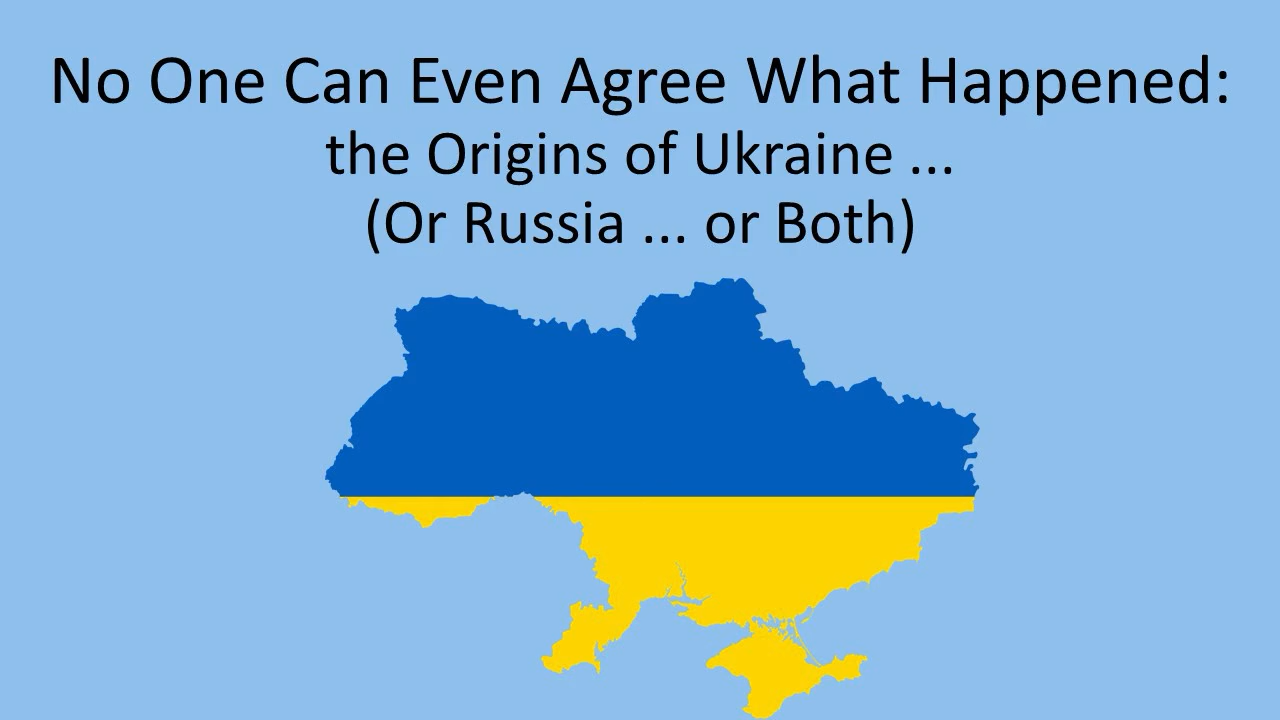 No One Can Even Agree What Happened:
the Origins of Ukraine ...
(Or Russia ... or Both)